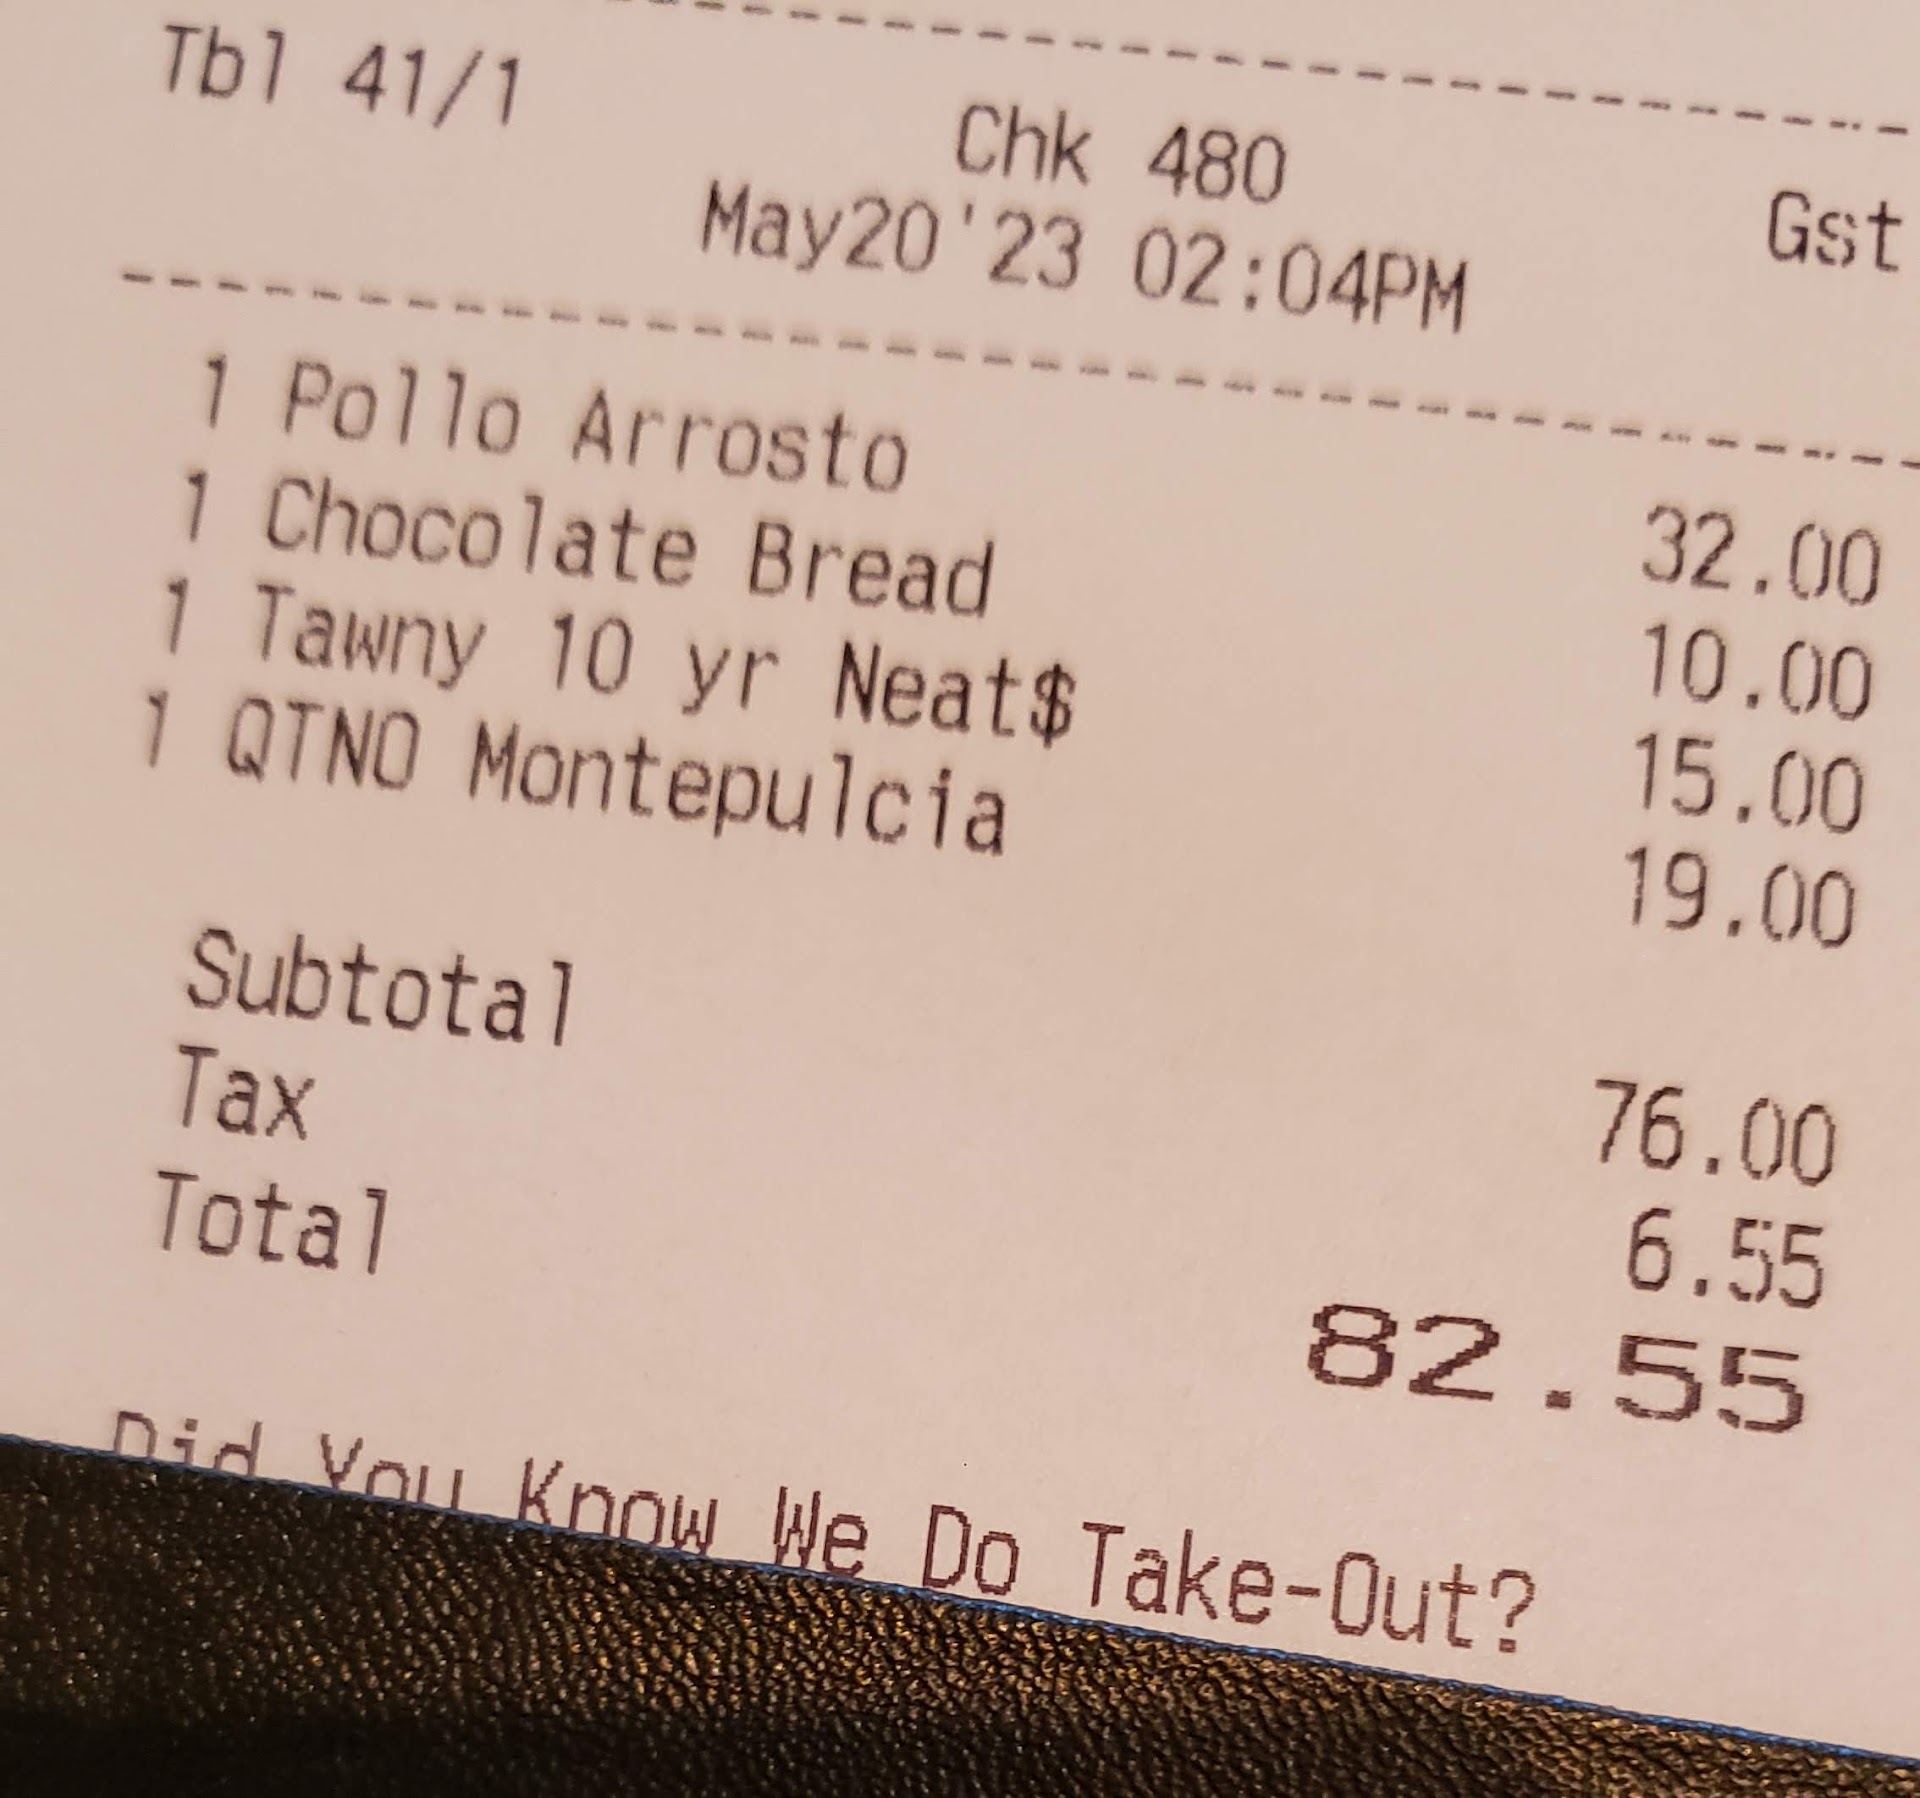 Tbl 41/1 Chk 480 Gst
May20'23 02:04PM
1 Pollo Arrosto 32.00
1 Chocolate Bread 10.00
1 Tawny 10 yr Neat$ 15.00
1 QTNO Montepulcia 19.00
Subtotal 76.00
Tax 6.55
Total 82.55
Did You Know We Do Take-Out?